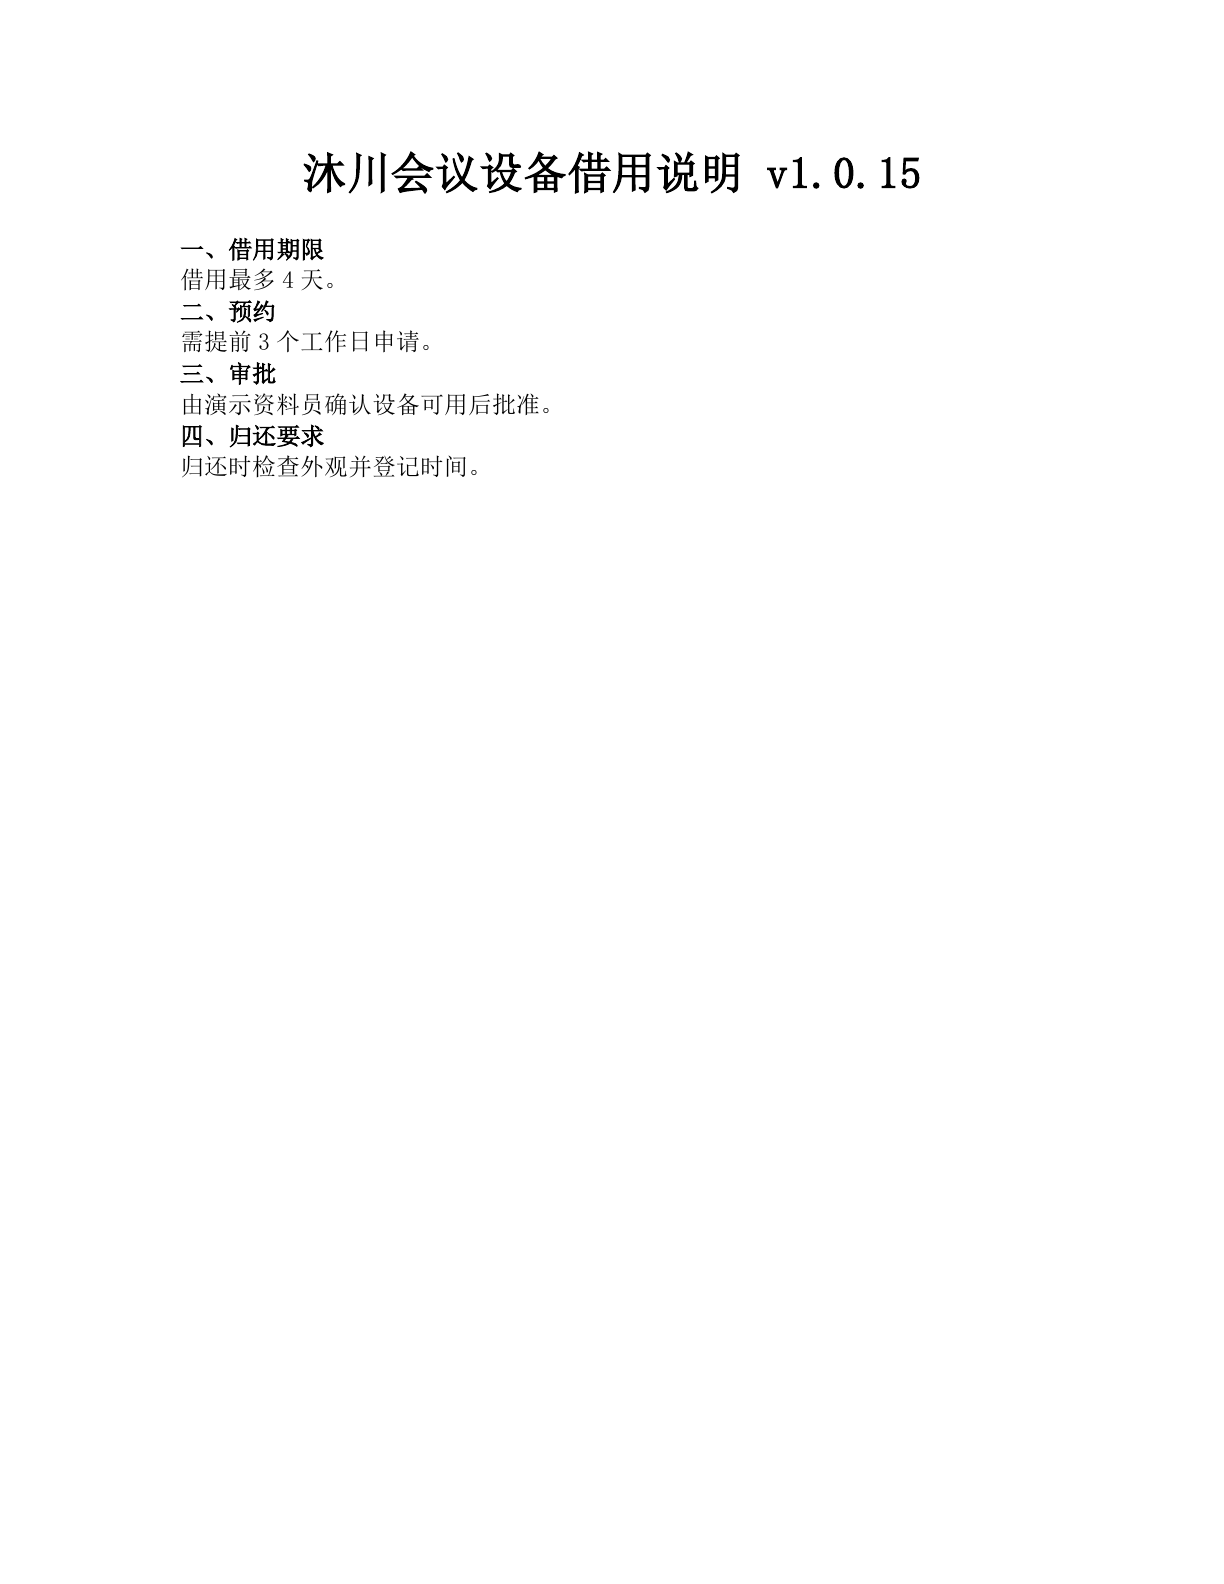 沐川会议设备借用说明 v1.0.15
一、借用期限
借用最多 4 天。
二、预约
需提前 3 个工作日申请。
三、审批
由演示资料员确认设备可用后批准。
四、归还要求
归还时检查外观并登记时间。